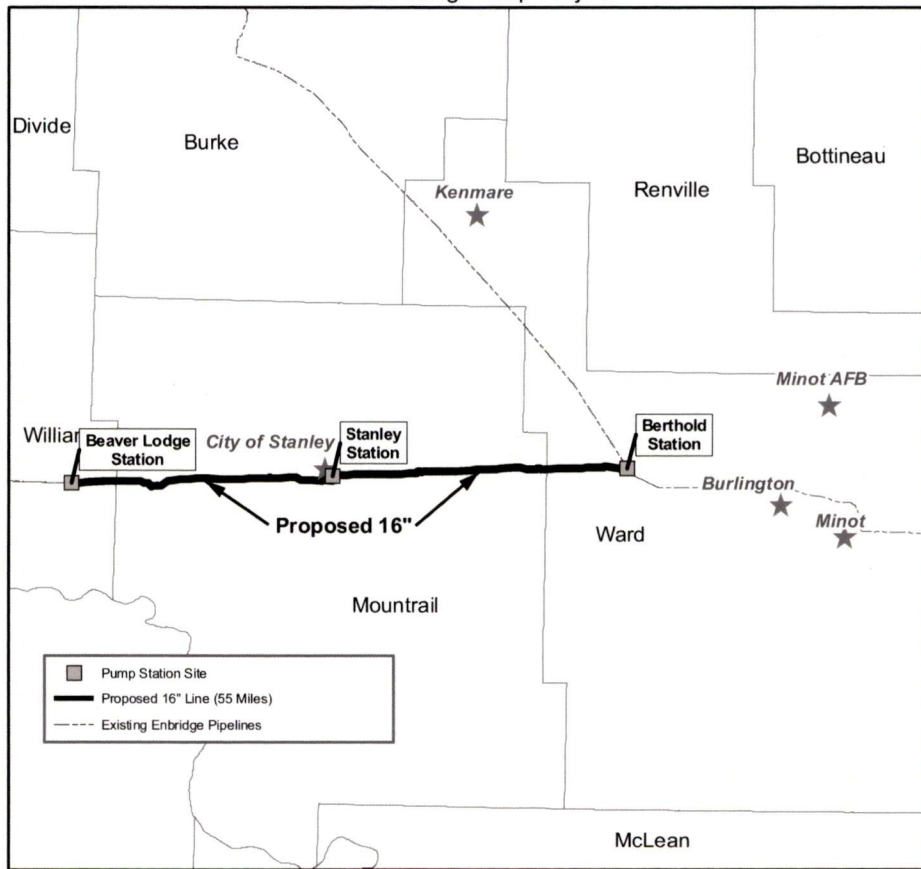 Divide
Burke
Bottineau
Renville
Kenmare
Minot AFB
Beaver Lodge
Station
City of Stanley
Stanley
Station
Berthold
Station
Burlington
Minot
Proposed 16"
Ward
Mountrail
Pump Station Site
Proposed 16" Line (55 Miles)
Existing Enbridge Pipelines
McLean